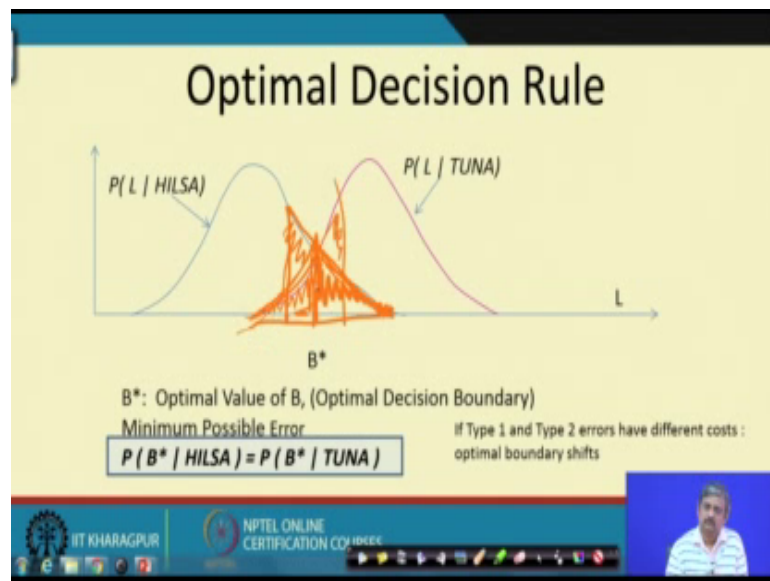 Optimal Decision Rule
P( L | HILSA)
P( L | TUNA)
L
B*
B*: Optimal Value of B, (Optimal Decision Boundary)
Minimum Possible Error
P ( B* | HILSA ) = P ( B* | TUNA )
If Type 1 and Type 2 errors have different costs :
optimal boundary shifts
IIT KHARAGPUR
NPTEL ONLINE
CERTIFICATION COURSES